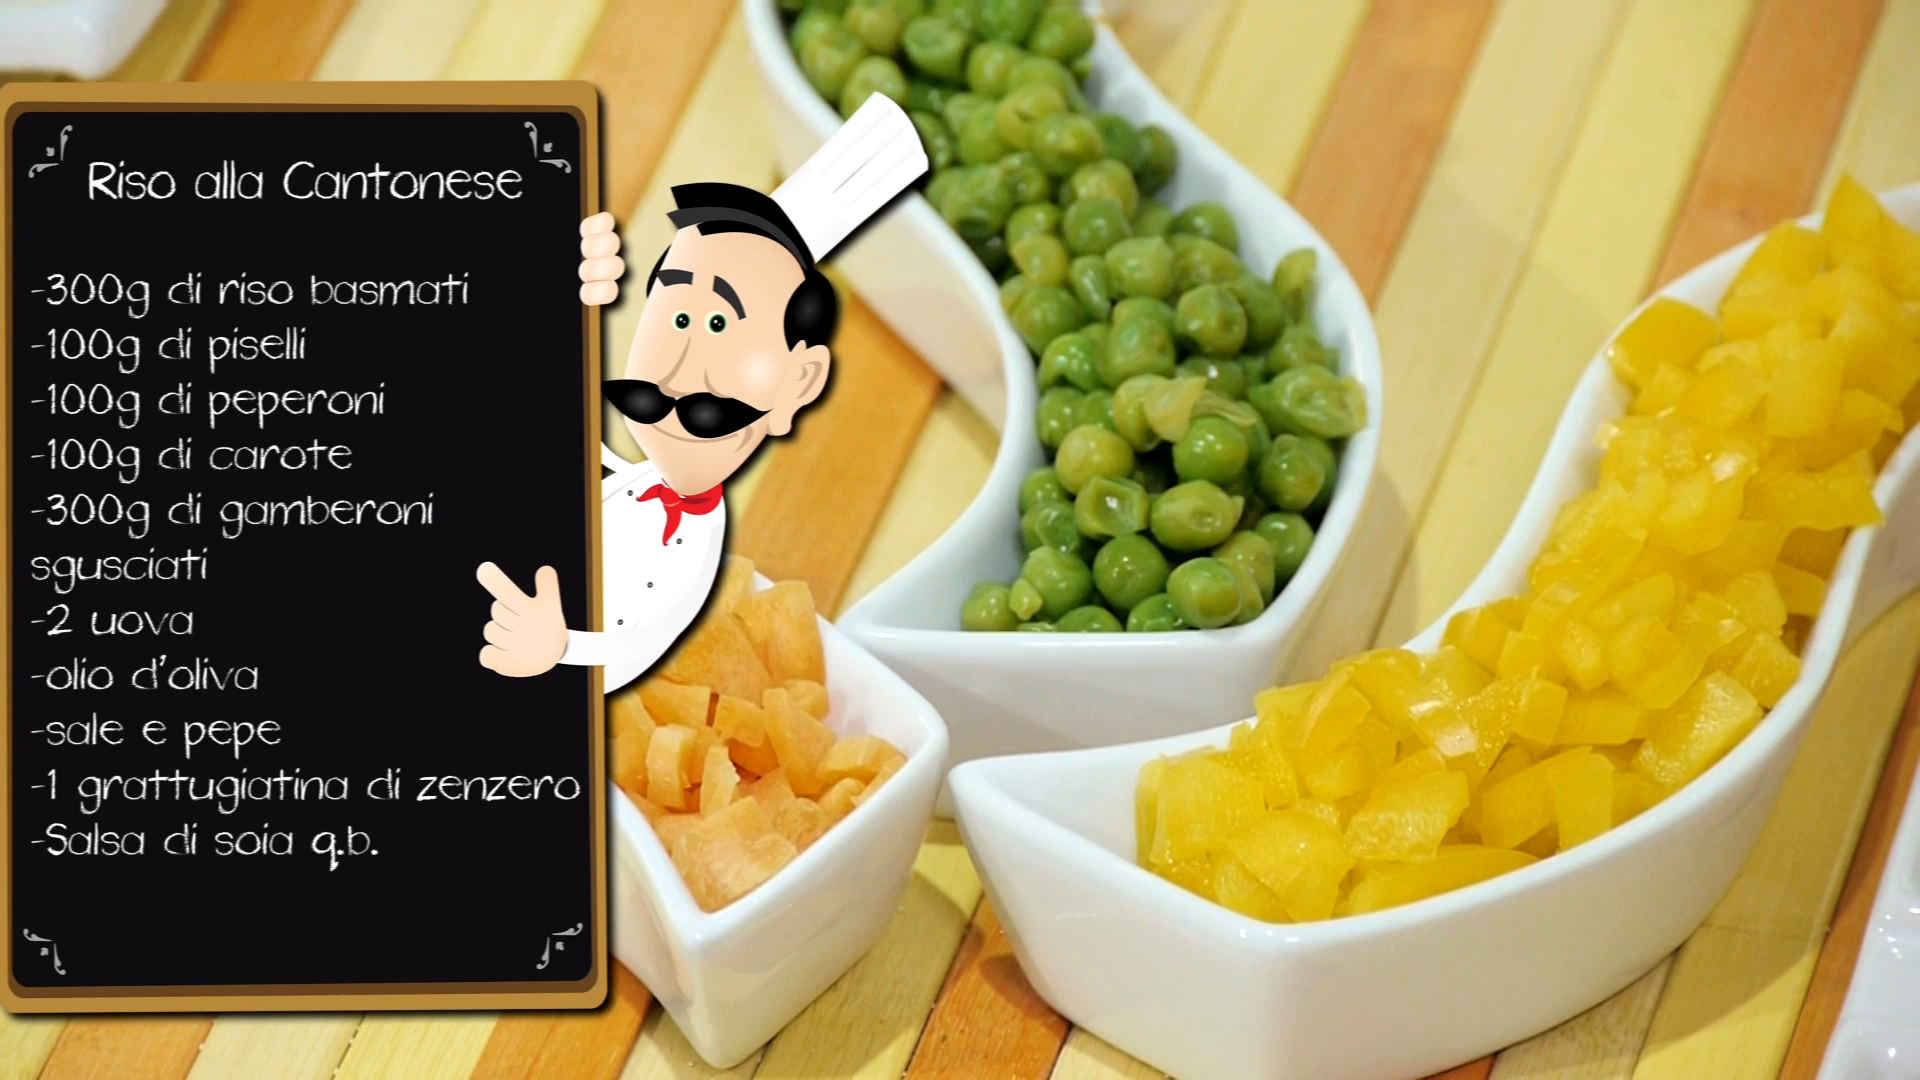 Riso alla Cantonese
-300g di riso basmati
-100g di piselli
-100g di peperoni
-100g di carote
-300g di gamberoni
sgusciati
-2 uova
-olio d'oliva
-sale e pepe
-1 grattugiatina di zenzero
-Salsa di soia q.b.